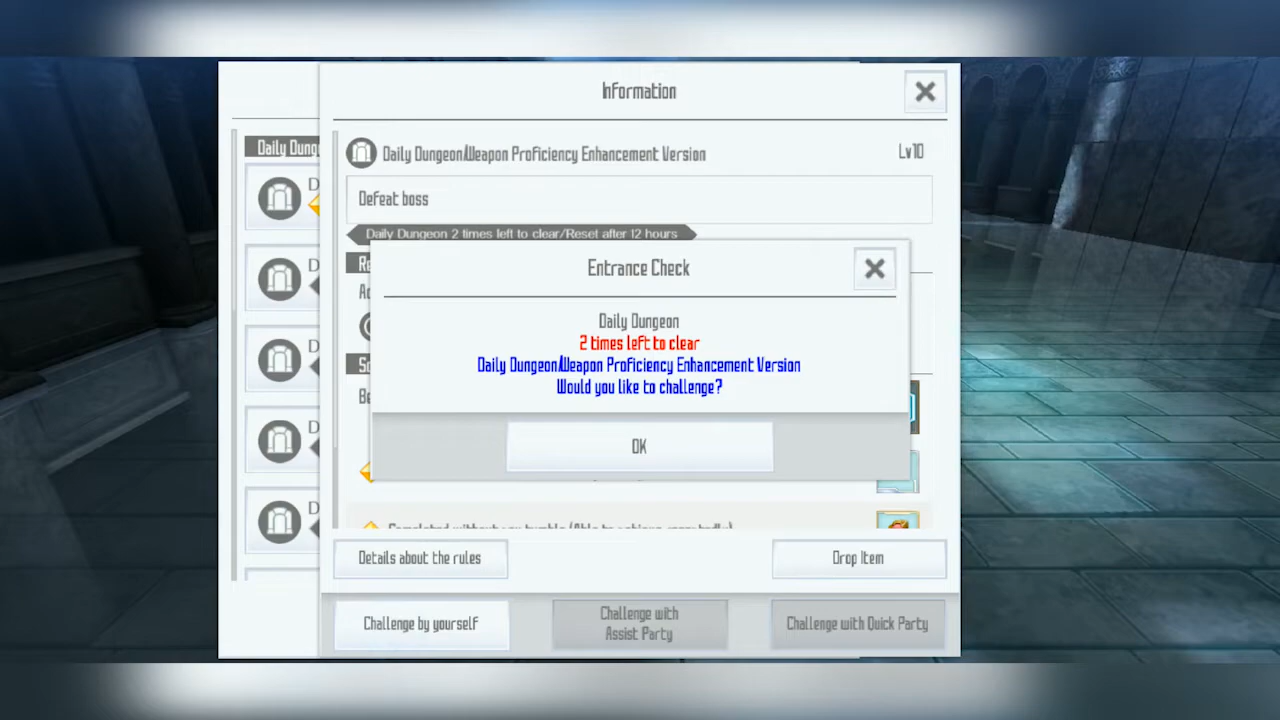 Information
Daily Dungeon/Weapon Proficiency Enhancement Version
Lv10
Defeat boss
Daily Dungeon 2 times left to clear/Reset after 12 hours
Entrance Check
Daily Dungeon
2 times left to clear
Daily Dungeon/Weapon Proficiency Enhancement Version
Would you like to challenge?
OK
Details about the rules
Drop Item
Challenge by yourself
Challenge with
Assist Party
Challenge with Quick Party
Daily Dung
D
D
D
D
D